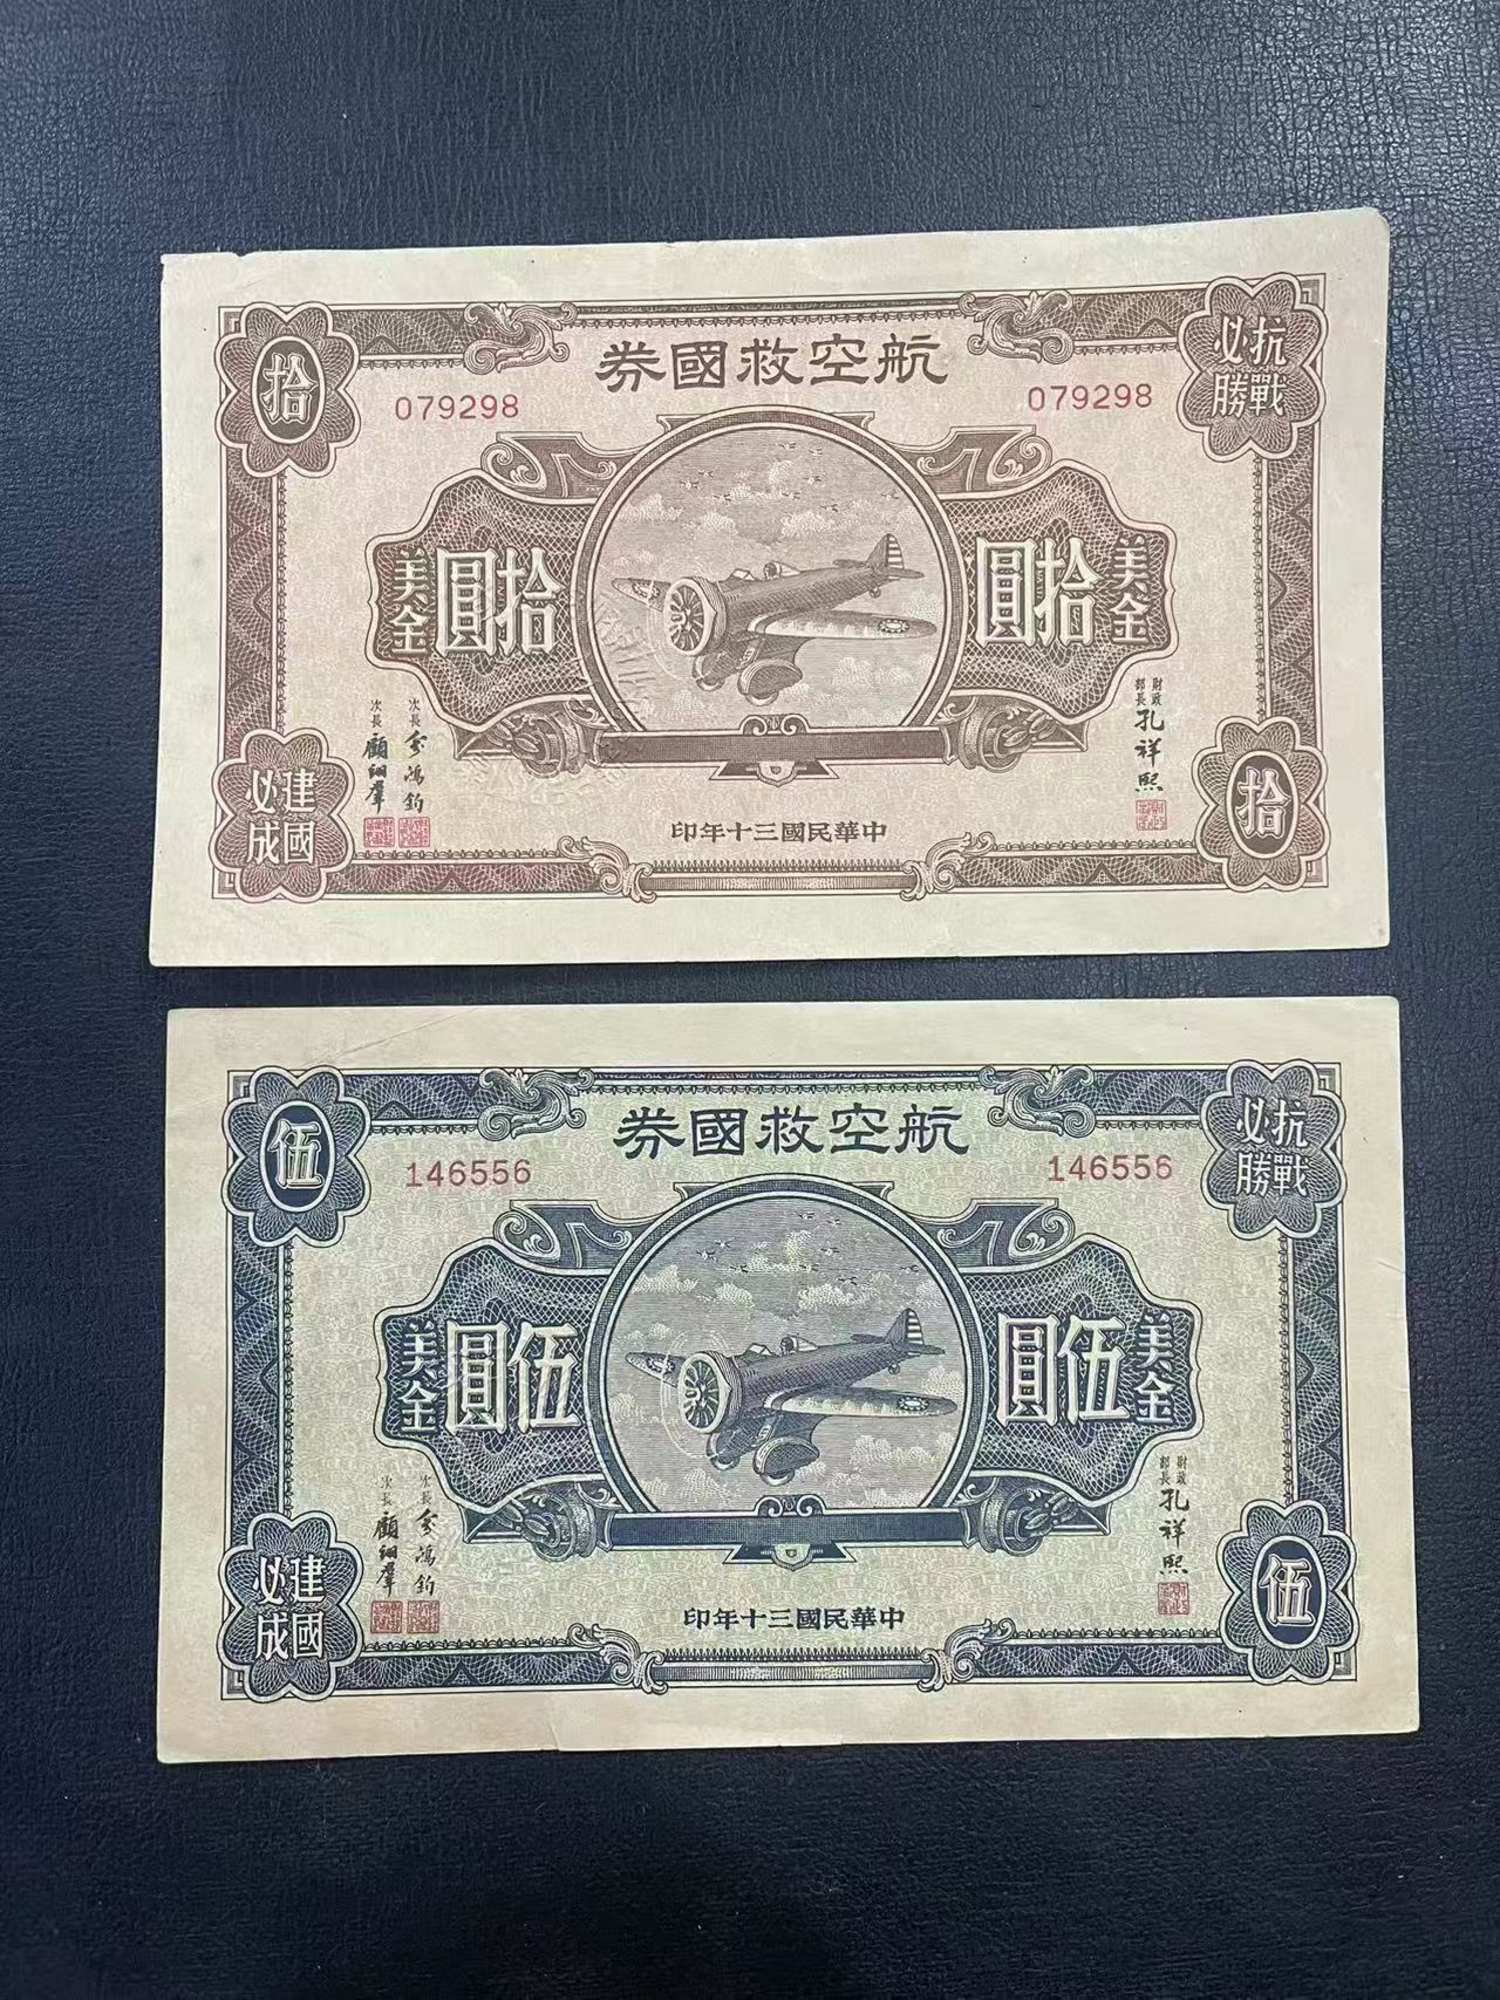 航空救國券
拾
抗戰必勝
079298
079298
美金
拾圓
拾圓
美金
財政部長
孔祥熙
次長
俞鴻鈞
次長
顧翊羣
建國必成
拾
中華民國三十年印
航空救國券
伍
抗戰必勝
146556
146556
美金
伍圓
伍圓
美金
財政部長
孔祥熙
次長
俞鴻鈞
次長
顧翊羣
建國必成
伍
中華民國三十年印